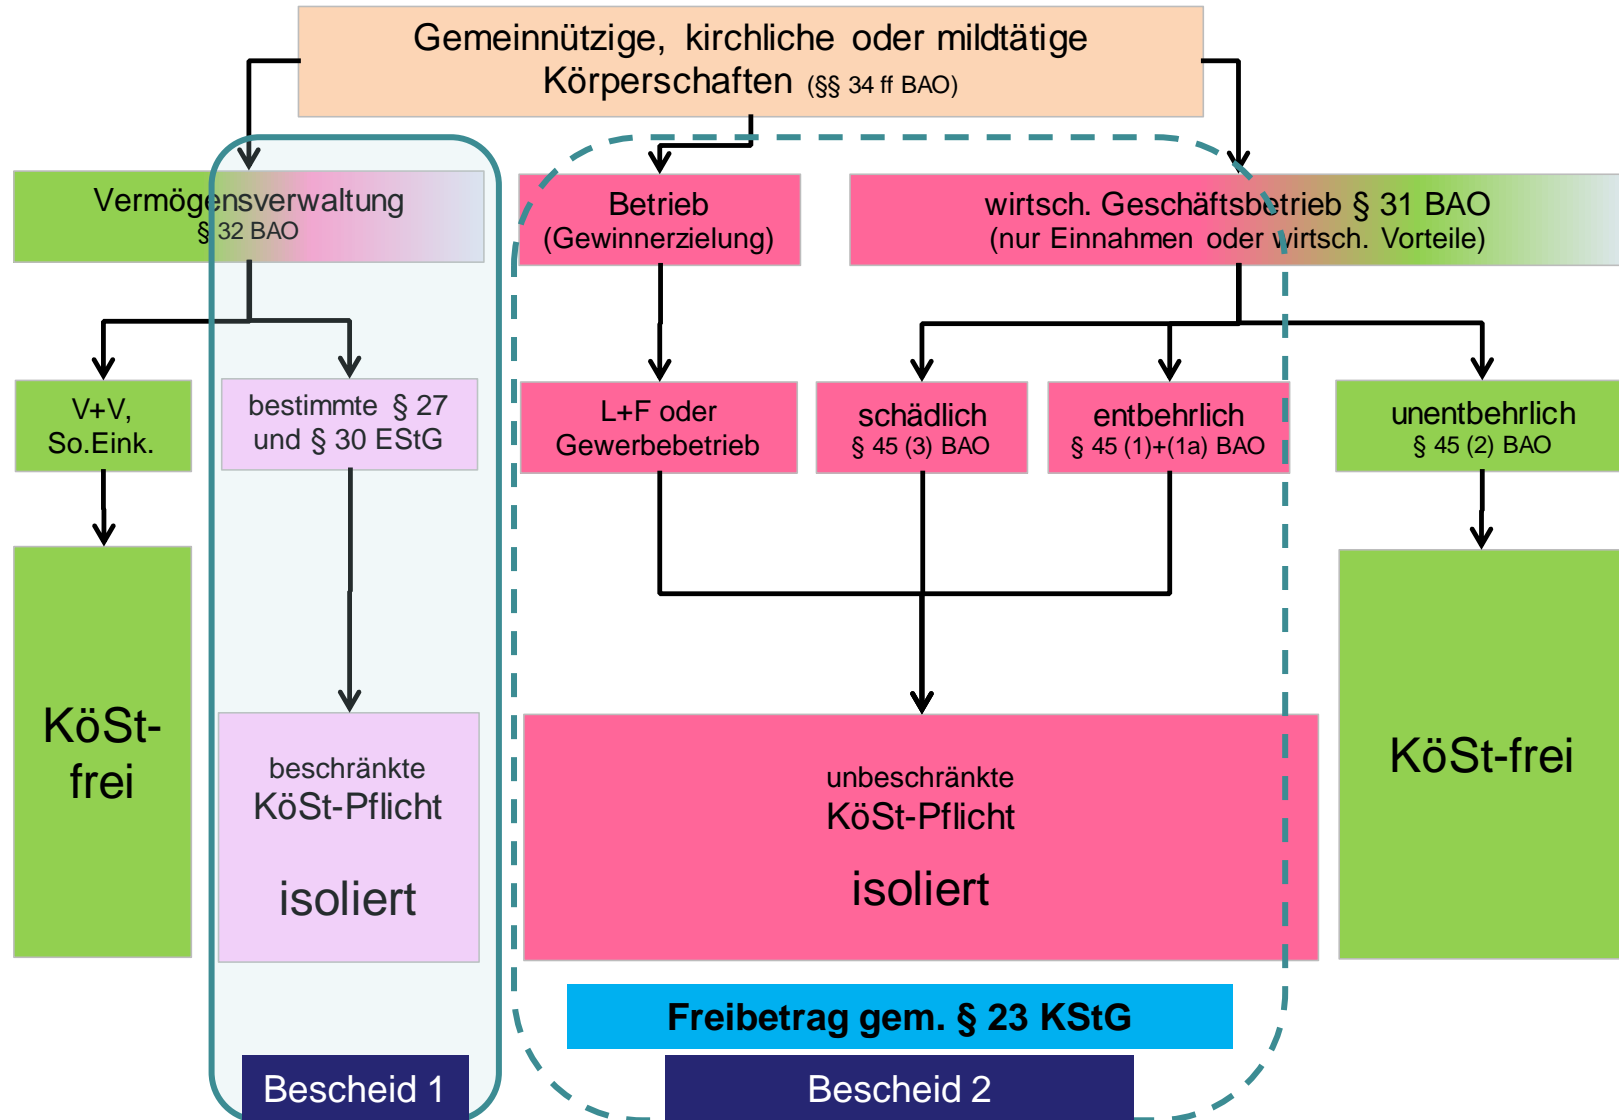 Gemeinnützige, kirchliche oder mildtätige
Körperschaften (§§ 34 ff BAO)
Vermögensverwaltung
§ 32 BAO
Betrieb
(Gewinnerzielung)
wirtsch. Geschäftsbetrieb § 31 BAO
(nur Einnahmen oder wirtsch. Vorteile)
V+V,
So.Eink.
bestimmte § 27
und § 30 EStG
L+F oder
Gewerbebetrieb
schädlich
§ 45 (3) BAO
entbehrlich
§ 45 (1)+(1a) BAO
unentbehrlich
§ 45 (2) BAO
KöSt-
frei
beschränkte
KöSt-Pflicht
isoliert
unbeschränkte
KöSt-Pflicht
isoliert
KöSt-frei
Freibetrag gem. § 23 KStG
Bescheid 1
Bescheid 2